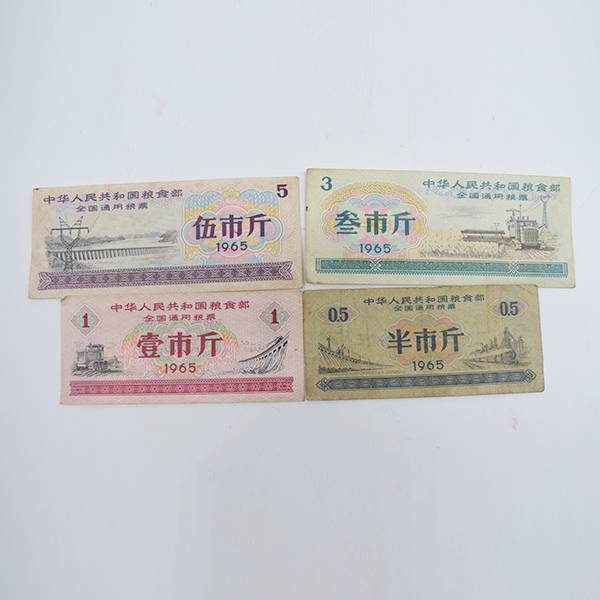 5
中华人民共和国粮食部
全国通用粮票
伍市斤
1965
3
中华人民共和国粮食部
全国通用粮票
叁市斤
1965
中华人民共和国粮食部
全国通用粮票
1
1
壹市斤
1965
中华人民共和国粮食部
全国通用粮票
0.5
0.5
半市斤
1965